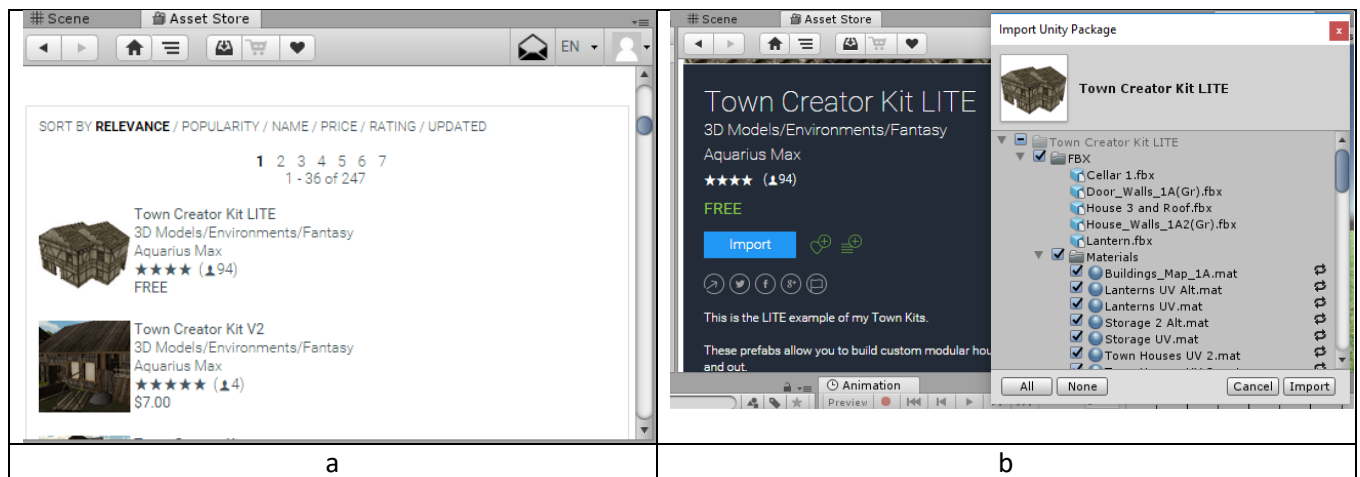 Scene Asset Store
EN
SORT BY RELEVANCE / POPULARITY / NAME / PRICE / RATING / UPDATED
1 2 3 4 5 6 7
1 - 36 of 247
Town Creator Kit LITE
3D Models/Environments/Fantasy
Aquarius Max
★★★★ (94)
FREE
Town Creator Kit V2
3D Models/Environments/Fantasy
Aquarius Max
★★★★★ (4)
$7.00
a
Scene Asset Store
Town Creator Kit LITE
3D Models/Environments/Fantasy
Aquarius Max
★★★★ (94)
FREE
Import
This is the LITE example of my Town Kits.
These prefabs allow you to build custom modular hou
and out.
Animation
Preview
Import Unity Package
x
Town Creator Kit LITE
Town Creator Kit LITE
FBX
Cellar 1.fbx
Door_Walls_1A(Gr).fbx
House 3 and Roof.fbx
House_Walls_1A2(Gr).fbx
Lantern.fbx
Materials
Buildings_Map_1A.mat
Lanterns UV Alt.mat
Lanterns UV.mat
Storage 2 Alt.mat
Storage UV.mat
Town Houses UV 2.mat
All None Cancel Import
b